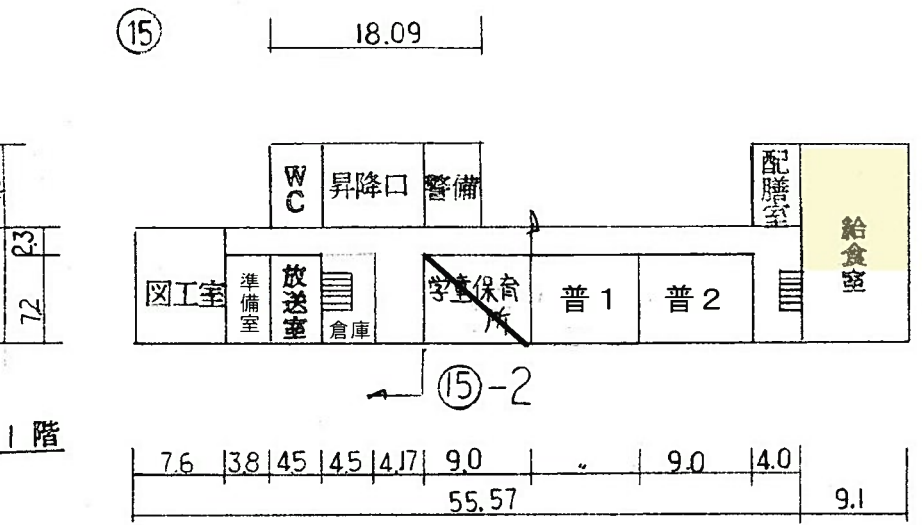 ⑮
18.09
WC
昇降口
警備
配膳室
給食室
2.3
7.2
図工室
準備室
放送室
倉庫
学童保育所
普1
普2
⑮-2
1階
7.6 3.8 4.5 4.5 4.17 9.0 〃 9.0 4.0
55.57 9.1